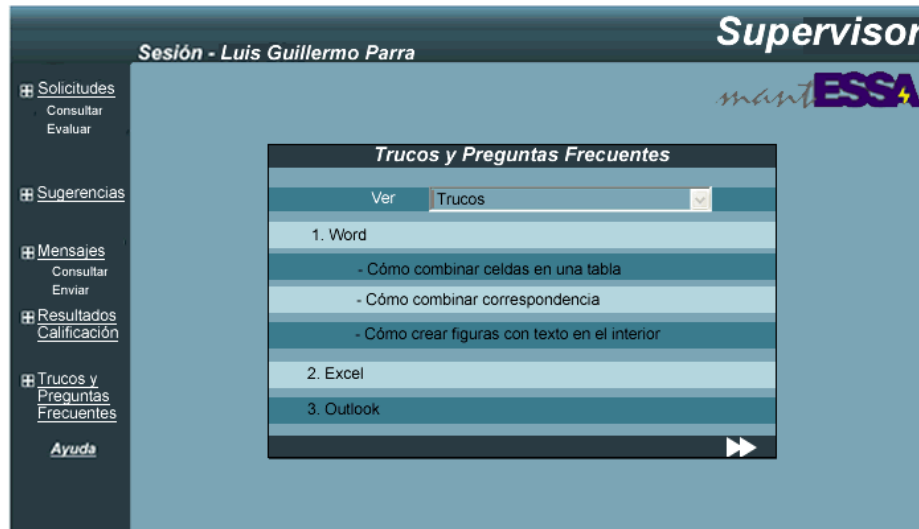 Supervisor
Sesión - Luis Guillermo Parra
mantESSA
Solicitudes
Consultar
Evaluar
Sugerencias
Mensajes
Consultar
Enviar
Resultados
Calificación
Trucos y
Preguntas
Frecuentes
Ayuda
Trucos y Preguntas Frecuentes
Ver Trucos
1. Word
- Cómo combinar celdas en una tabla
- Cómo combinar correspondencia
- Cómo crear figuras con texto en el interior
2. Excel
3. Outlook